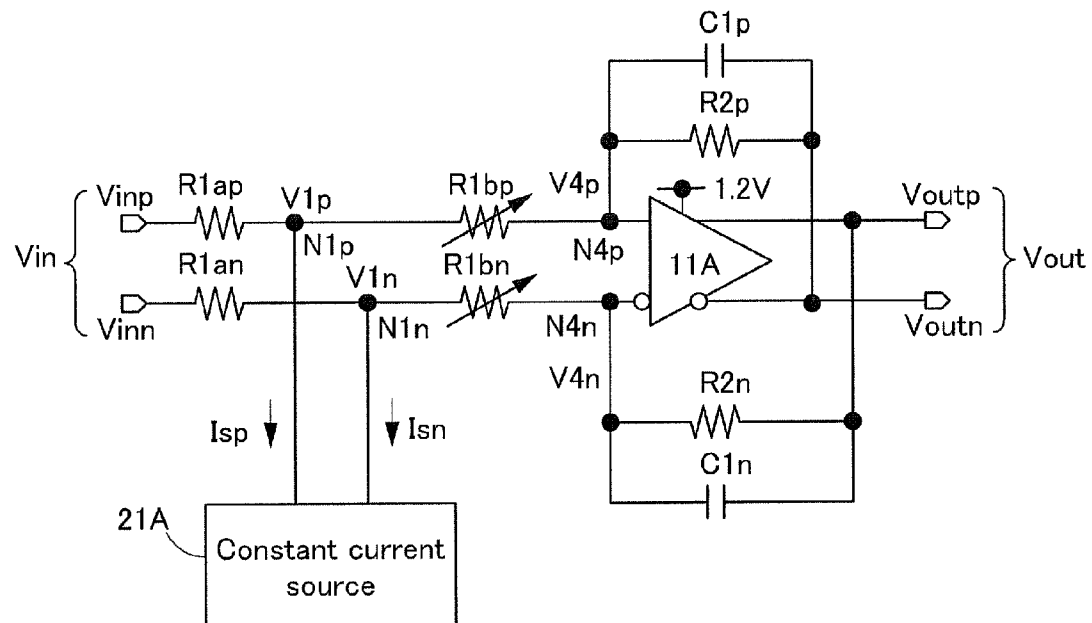 C1p
R2p
1.2V
Vinp
R1ap
V1p
R1bp
V4p
Voutp
N1p
N4p
Vin
11A
Vout
R1an
V1n
R1bn
Vinn
N1n
N4n
Voutn
V4n
R2n
Isp
Isn
C1n
21A
Constant current
source